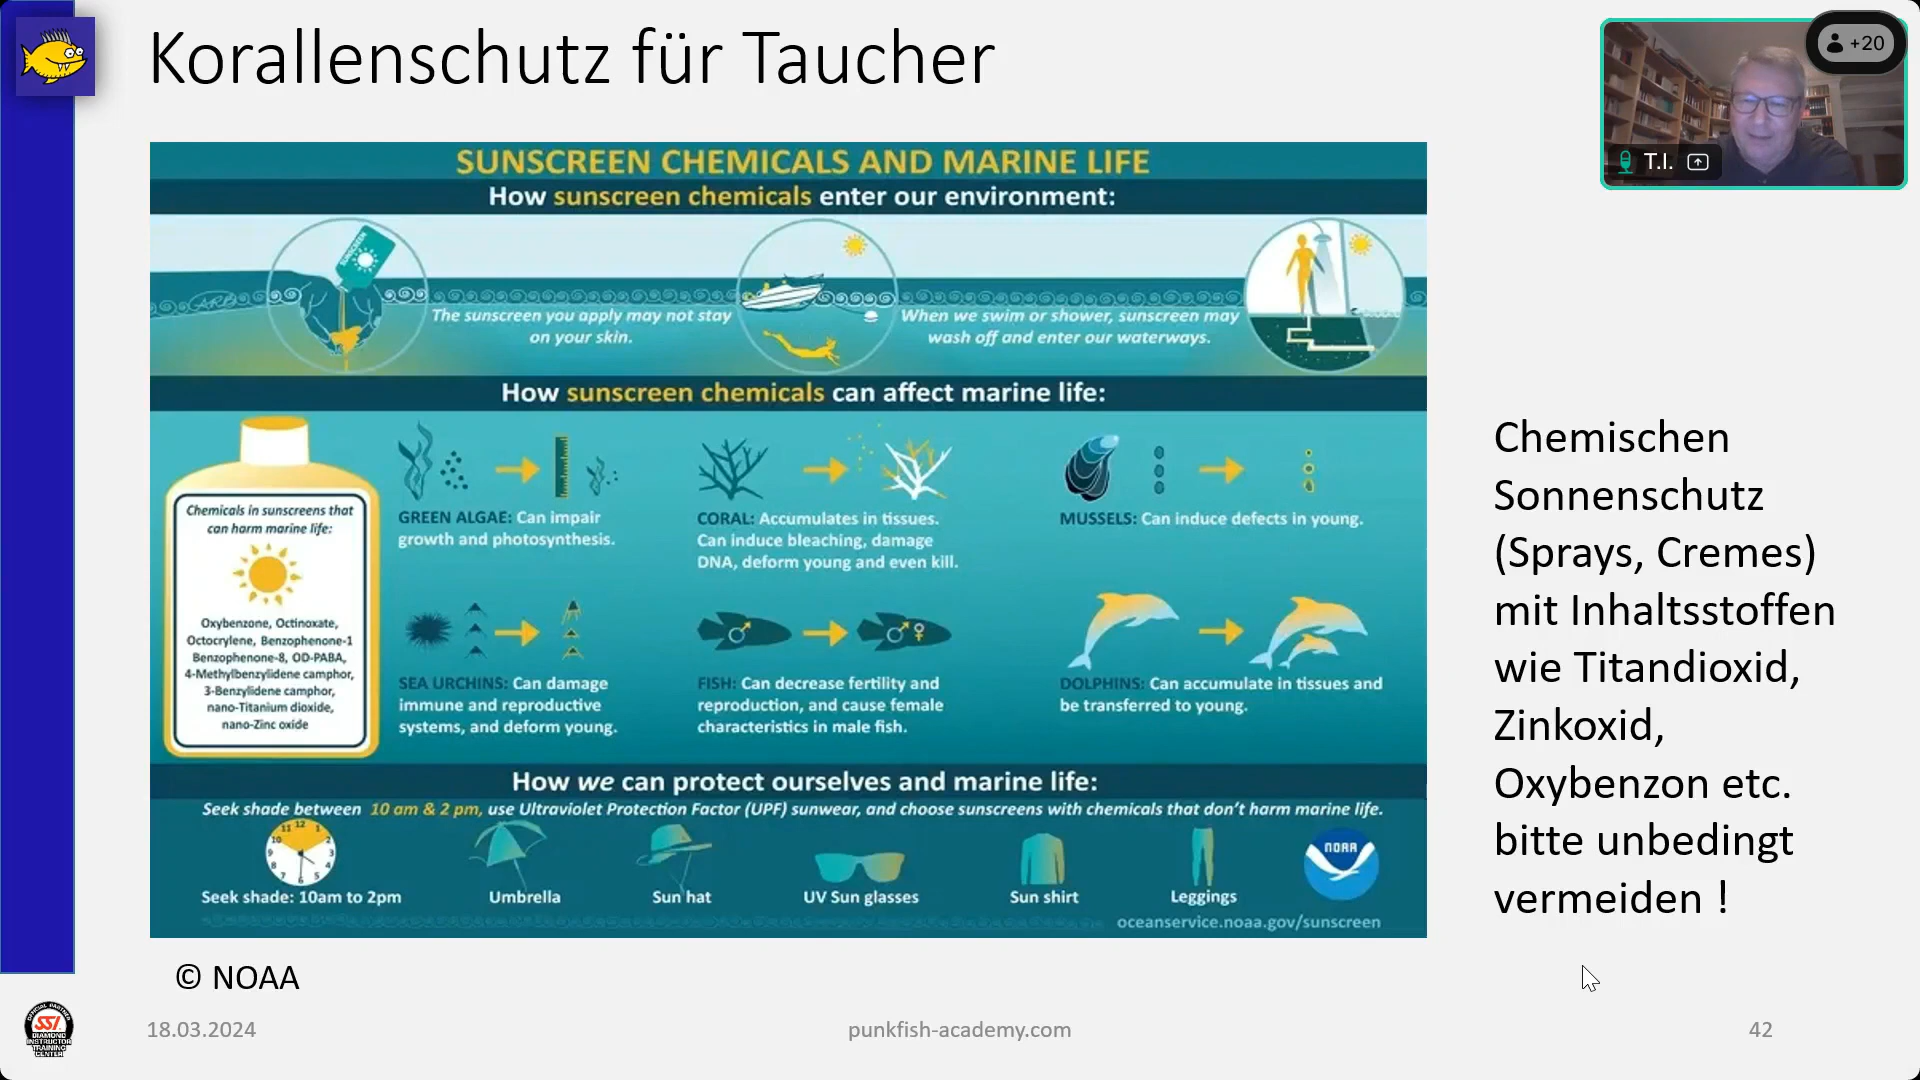 Korallenschutz für Taucher
+20
T.I.
SUNSCREEN CHEMICALS AND MARINE LIFE
How sunscreen chemicals enter our environment:
SUNSCREEN
The sunscreen you apply may not stay
on your skin.
When we swim or shower, sunscreen may
wash off and enter our waterways.
How sunscreen chemicals can affect marine life:
Chemicals in sunscreens that
can harm marine life:
Oxybenzone, Octinoxate,
Octocrylene, Benzophenone-1
Benzophenone-8, OD-PABA,
4-Methylbenzylidene camphor,
3-Benzylidene camphor,
nano-Titanium dioxide,
nano-Zinc oxide
GREEN ALGAE: Can impair
growth and photosynthesis.
CORAL: Accumulates in tissues.
Can induce bleaching, damage
DNA, deform young and even kill.
MUSSELS: Can induce defects in young.
SEA URCHINS: Can damage
immune and reproductive
systems, and deform young.
FISH: Can decrease fertility and
reproduction, and cause female
characteristics in male fish.
DOLPHINS: Can accumulate in tissues and
be transferred to young.
How we can protect ourselves and marine life:
Seek shade between 10 am & 2 pm, use Ultraviolet Protection Factor (UPF) sunwear, and choose sunscreens with chemicals that don't harm marine life.
Seek shade: 10am to 2pm
Umbrella
Sun hat
UV Sun glasses
Sun shirt
Leggings
NOAA
oceanservice.noaa.gov/sunscreen
Chemischen
Sonnenschutz
(Sprays, Cremes)
mit Inhaltsstoffen
wie Titandioxid,
Zinkoxid,
Oxybenzon etc.
bitte unbedingt
vermeiden !
© NOAA
SSI
DIAMOND
INSTRUCTOR
TRAINING
CENTER
18.03.2024
punkfish-academy.com
42